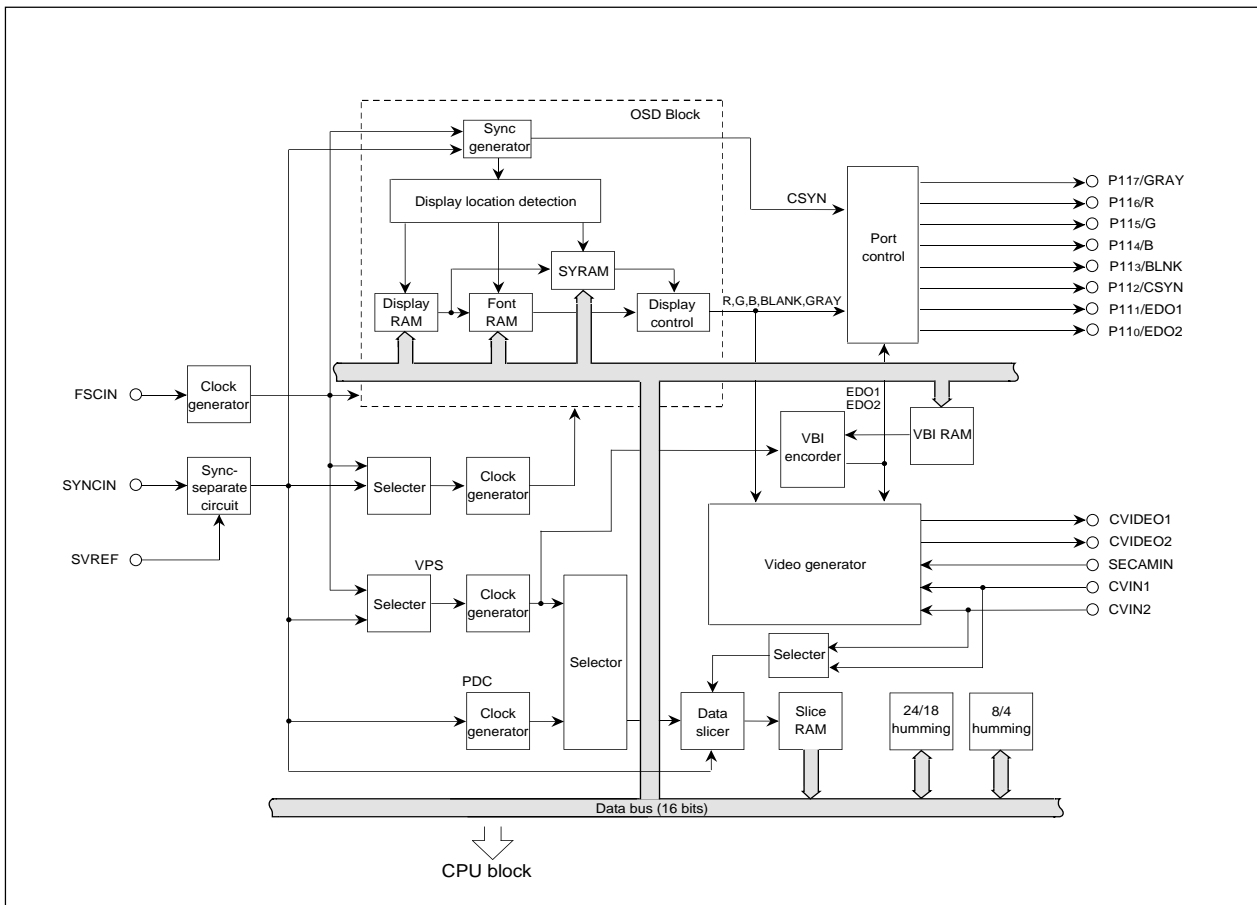 OSD Block
Sync
generator
Display location detection
SYRAM
Display
RAM
Font
RAM
Display
control
CSYN
R,G,B,BLANK,GRAY
Port
control
P117/GRAY
P116/R
P115/G
P114/B
P113/BLNK
P112/CSYN
P111/EDO1
P110/EDO2
FSCIN
Clock
generator
SYNCIN
Sync-
separate
circuit
SVREF
Selecter
Clock
generator
EDO1
EDO2
VBI
encorder
VBI RAM
VPS
Selecter
Clock
generator
Selector
PDC
Clock
generator
Video generator
CVIDEO1
CVIDEO2
SECAMIN
CVIN1
CVIN2
Selecter
Data
slicer
Slice
RAM
24/18
humming
8/4
humming
Data bus (16 bits)
CPU block